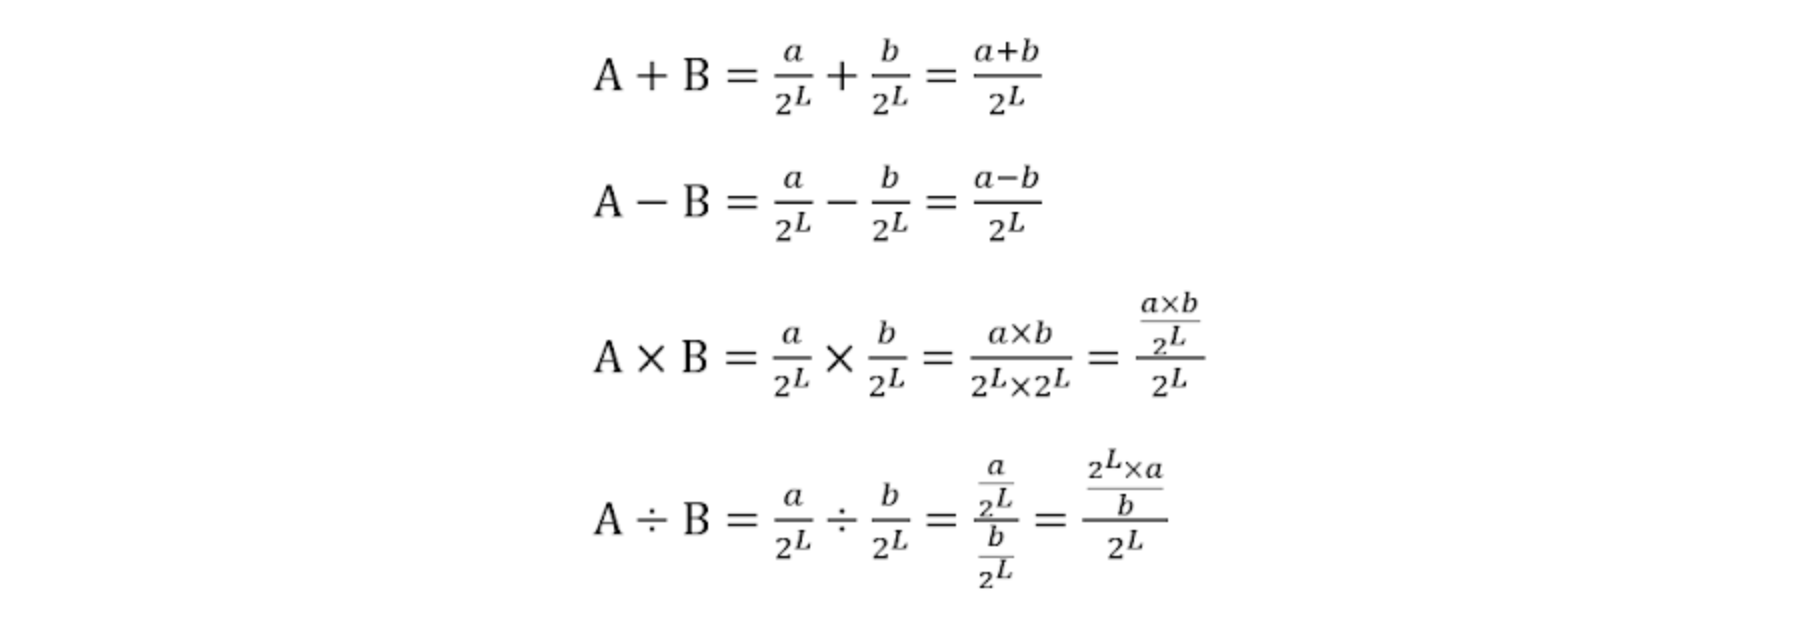 A + B = a/2^L + b/2^L = (a+b)/2^L
A − B = a/2^L − b/2^L = (a−b)/2^L
A × B = a/2^L × b/2^L = (a×b)/(2^L×2^L) = ((a×b)/2^L)/2^L
A ÷ B = a/2^L ÷ b/2^L = (a/2^L)/(b/2^L) = ((2^L×a)/b)/2^L